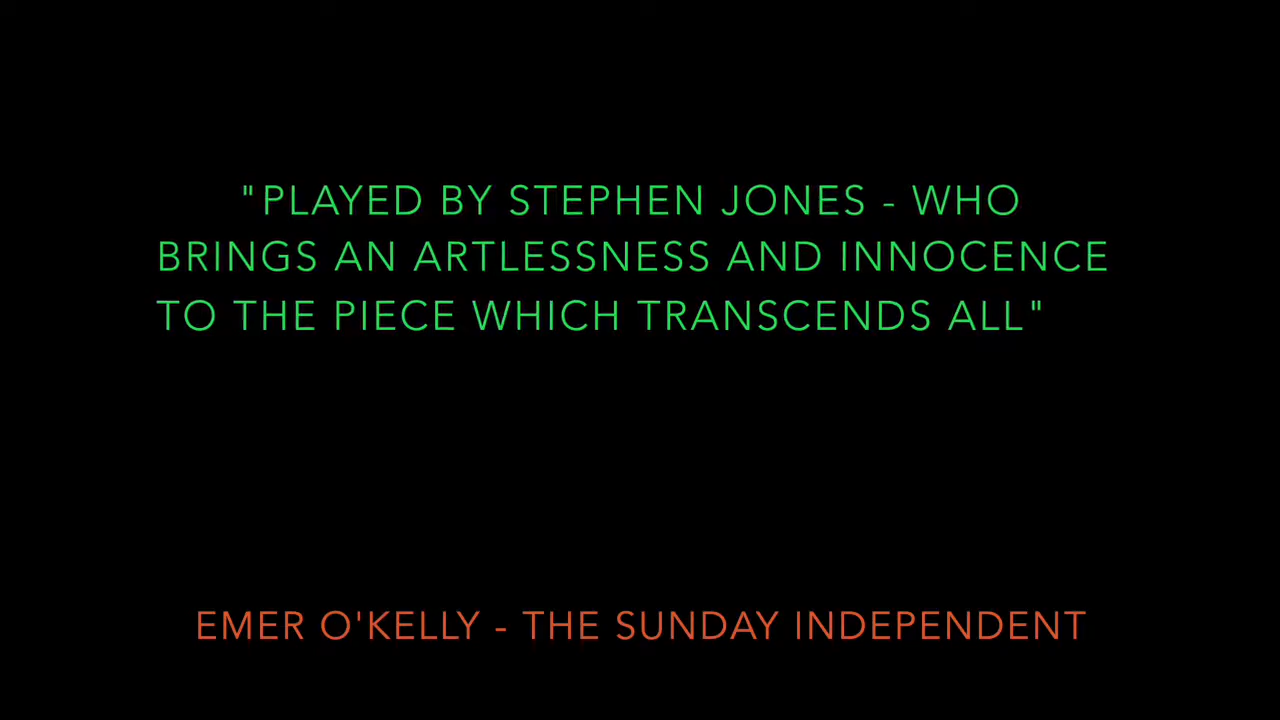 "PLAYED BY STEPHEN JONES - WHO
BRINGS AN ARTLESSNESS AND INNOCENCE
TO THE PIECE WHICH TRANSCENDS ALL"
EMER O'KELLY - THE SUNDAY INDEPENDENT